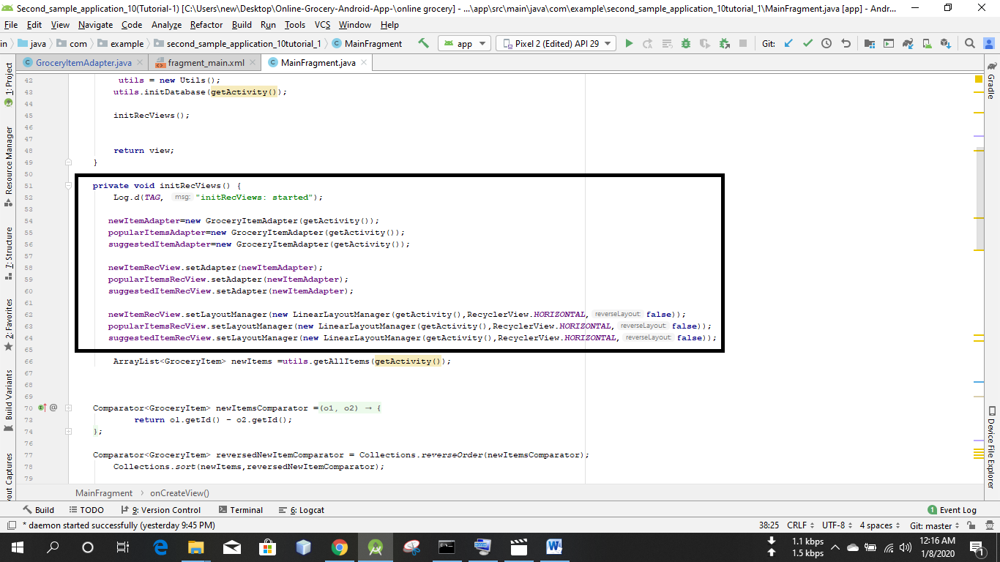 Second_sample_application_10(Tutorial-1) [C:\Users\new\Desktop\Online-Grocery-Android-App-\online grocery] - ...\app\src\main\java\com\example\second_sample_application_10tutorial_1\MainFragment.java [app] - Andr...
File Edit View Navigate Code Analyze Refactor Build Run Tools VCS Window Help
in java com example second_sample_application_10tutorial_1 MainFragment app Pixel 2 (Edited) API 29 Git:
GroceryItemAdapter.java fragment_main.xml MainFragment.java
1: Project
Resource Manager
7: Structure
2: Favorites
Build Variants
out Captures
Gradle
Device File Explorer
42 utils = new Utils();
43 utils.initDatabase(getActivity());
44
45 initRecViews();
46
47
48 return view;
49 }
50
51 private void initRecViews() {
52 Log.d(TAG, msg: "initRecViews: started");
53
54 newItemAdapter=new GroceryItemAdapter(getActivity());
55 popularItemsAdapter=new GroceryItemAdapter(getActivity());
56 suggestedItemAdapter=new GroceryItemAdapter(getActivity());
57
58 newItemRecView.setAdapter(newItemAdapter);
59 popularItemsRecView.setAdapter(newItemAdapter);
60 suggestedItemRecView.setAdapter(newItemAdapter);
61
62 newItemRecView.setLayoutManager(new LinearLayoutManager(getActivity(),RecyclerView.HORIZONTAL, reverseLayout: false));
63 popularItemsRecView.setLayoutManager(new LinearLayoutManager(getActivity(),RecyclerView.HORIZONTAL, reverseLayout: false));
64 suggestedItemRecView.setLayoutManager(new LinearLayoutManager(getActivity(),RecyclerView.HORIZONTAL, reverseLayout: false));
65
66 ArrayList<GroceryItem> newItems =utils.getAllItems(getActivity());
67
68
69
70 Comparator<GroceryItem> newItemsComparator =(o1, o2) → {
73 return o1.getId() - o2.getId();
74 };
76
77 Comparator<GroceryItem> reversedNewItemComparator = Collections.reverseOrder(newItemsComparator);
78 Collections.sort(newItems,reversedNewItemComparator);
79
MainFragment › onCreateView()
Build TODO 9: Version Control Terminal 6: Logcat 1 Event Log
* daemon started successfully (yesterday 9:45 PM) 38:25 CRLF UTF-8 4 spaces Git: master
1.1 kbps
1.5 kbps
12:16 AM
1/8/2020
1